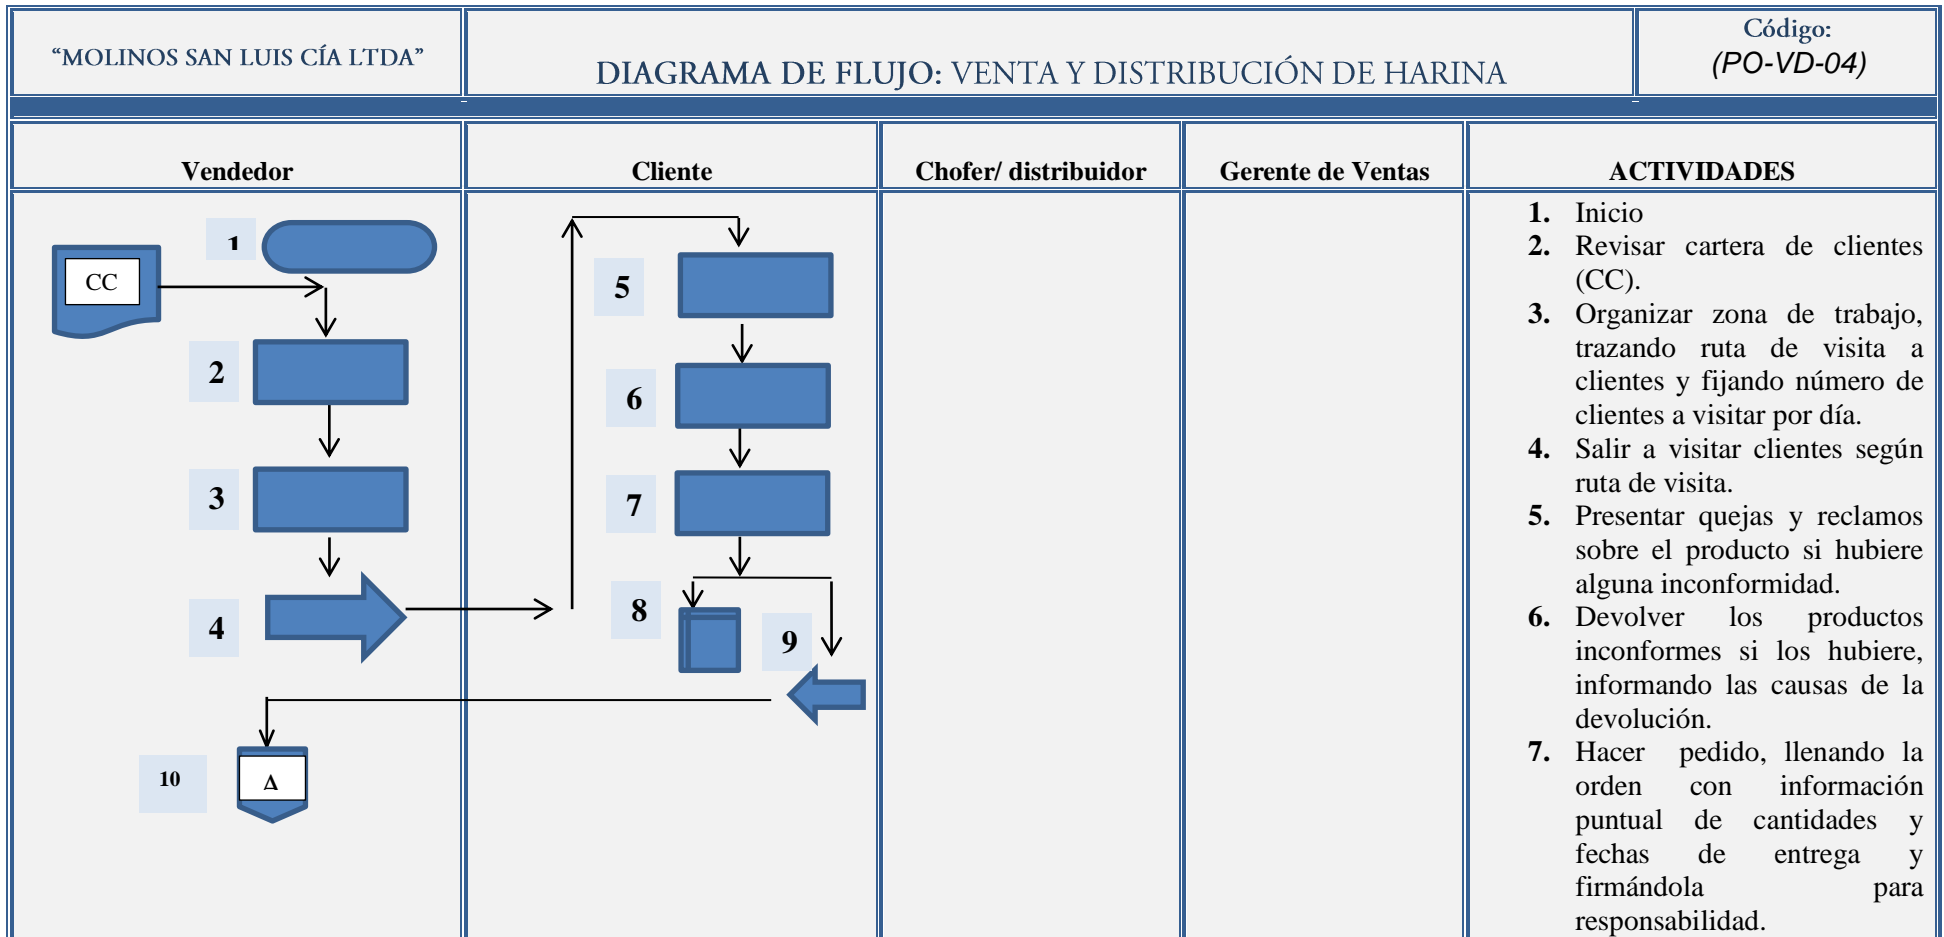 “MOLINOS SAN LUIS CÍA LTDA”
DIAGRAMA DE FLUJO: VENTA Y DISTRIBUCIÓN DE HARINA
Código:
(PO-VD-04)
Vendedor
Cliente
Chofer/ distribuidor
Gerente de Ventas
ACTIVIDADES
1
CC
2
3
4
5
6
7
8
9
10
Δ
1. Inicio
2. Revisar cartera de clientes
(CC).
3. Organizar zona de trabajo,
trazando ruta de visita a
clientes y fijando número de
clientes a visitar por día.
4. Salir a visitar clientes según
ruta de visita.
5. Presentar quejas y reclamos
sobre el producto si hubiere
alguna inconformidad.
6. Devolver los productos
inconformes si los hubiere,
informando las causas de la
devolución.
7. Hacer pedido, llenando la
orden con información
puntual de cantidades y
fechas de entrega y
firmándola para
responsabilidad.